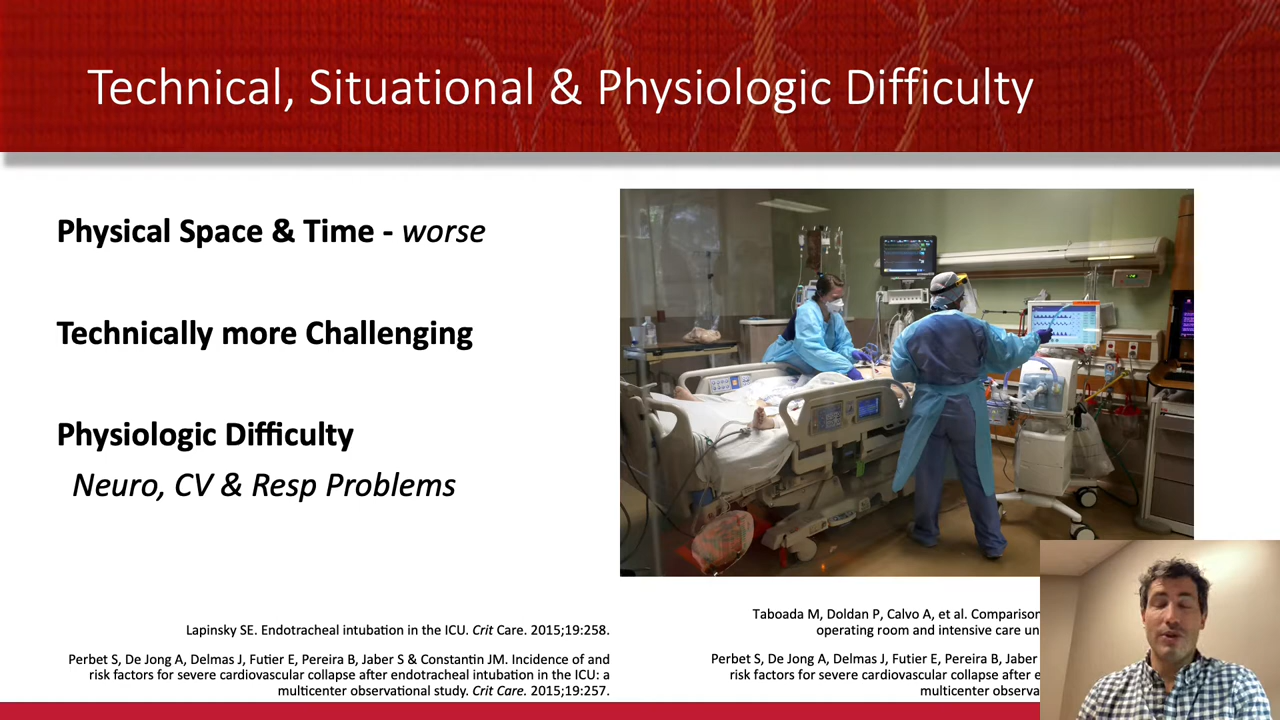 Technical, Situational & Physiologic Difficulty
Physical Space & Time - worse
Technically more Challenging
Physiologic Difficulty
Neuro, CV & Resp Problems
Lapinsky SE. Endotracheal intubation in the ICU. Crit Care. 2015;19:258.
Perbet S, De Jong A, Delmas J, Futier E, Pereira B, Jaber S & Constantin JM. Incidence of and
risk factors for severe cardiovascular collapse after endotracheal intubation in the ICU: a
multicenter observational study. Crit Care. 2015;19:257.
Taboada M, Doldan P, Calvo A, et al. Comparison
operating room and intensive care un
Perbet S, De Jong A, Delmas J, Futier E, Pereira B, Jaber
risk factors for severe cardiovascular collapse after e
multicenter observa